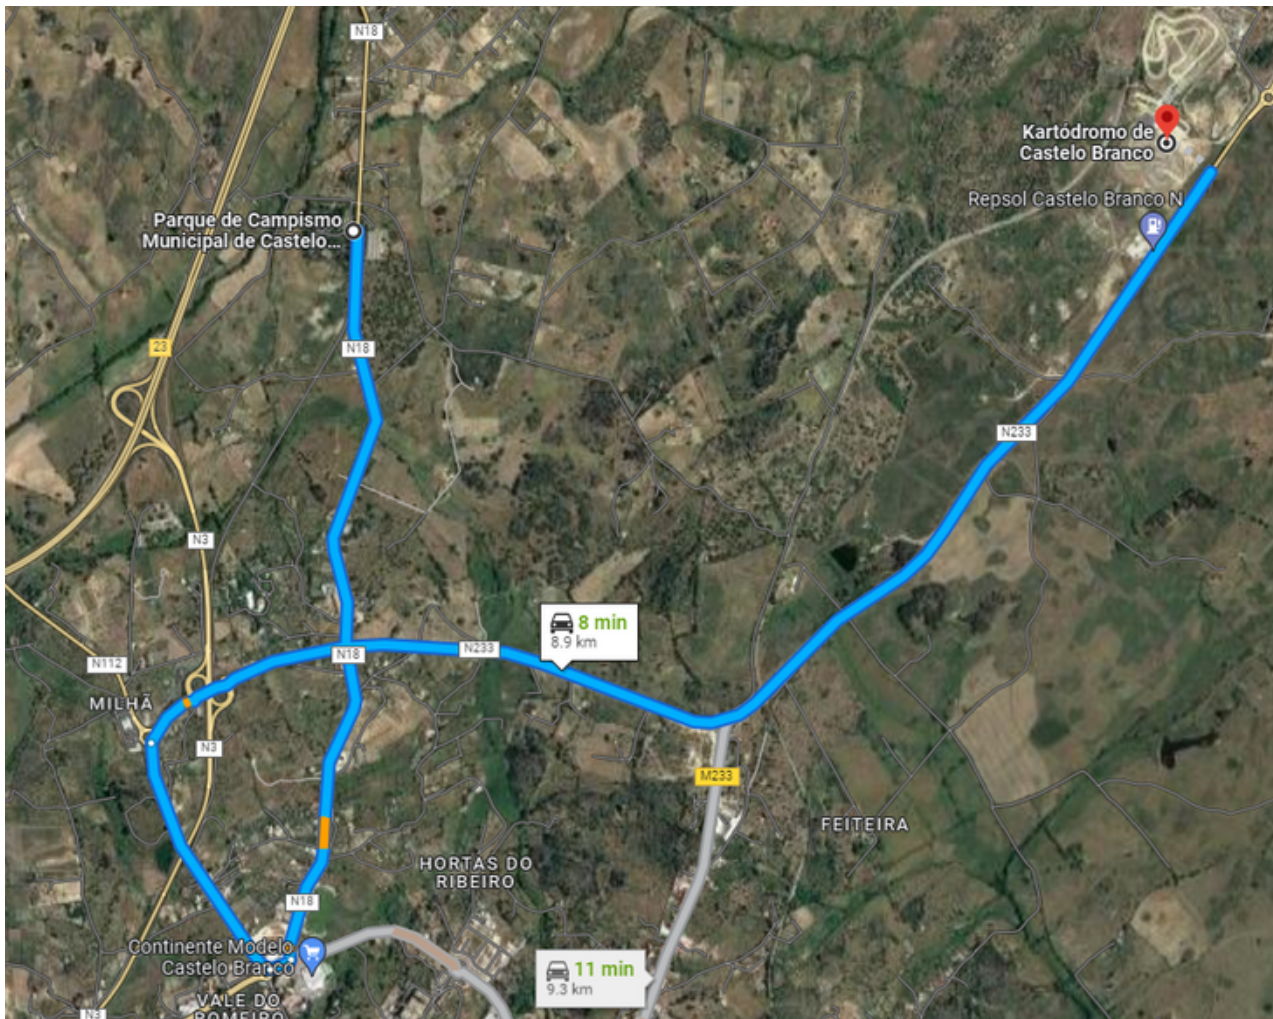 N18
Kartódromo de
Castelo Branco
Repsol Castelo Branco N
Parque de Campismo
Municipal de Castelo...
23
N18
N233
N3
8 min
8.9 km
N18
N233
N112
MILHÃ
N3
M233
FEITEIRA
HORTAS DO
RIBEIRO
N18
Continente Modelo
Castelo Branco
11 min
9.3 km
VALE DO
ROMEIRO
N3